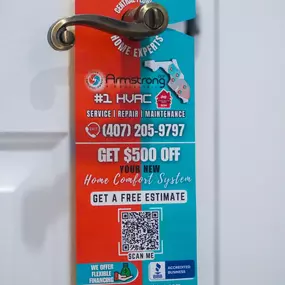 HOME EXPERTS
Armstrong
#1 HVAC
SERVICE | REPAIR | MAINTENANCE
(407) 205-9797
GET $500 OFF
YOUR NEW
Home Comfort System
GET A FREE ESTIMATE
SCAN ME
WE OFFER
FLEXIBLE
FINANCING
BBB
ACCREDITED
BUSINESS